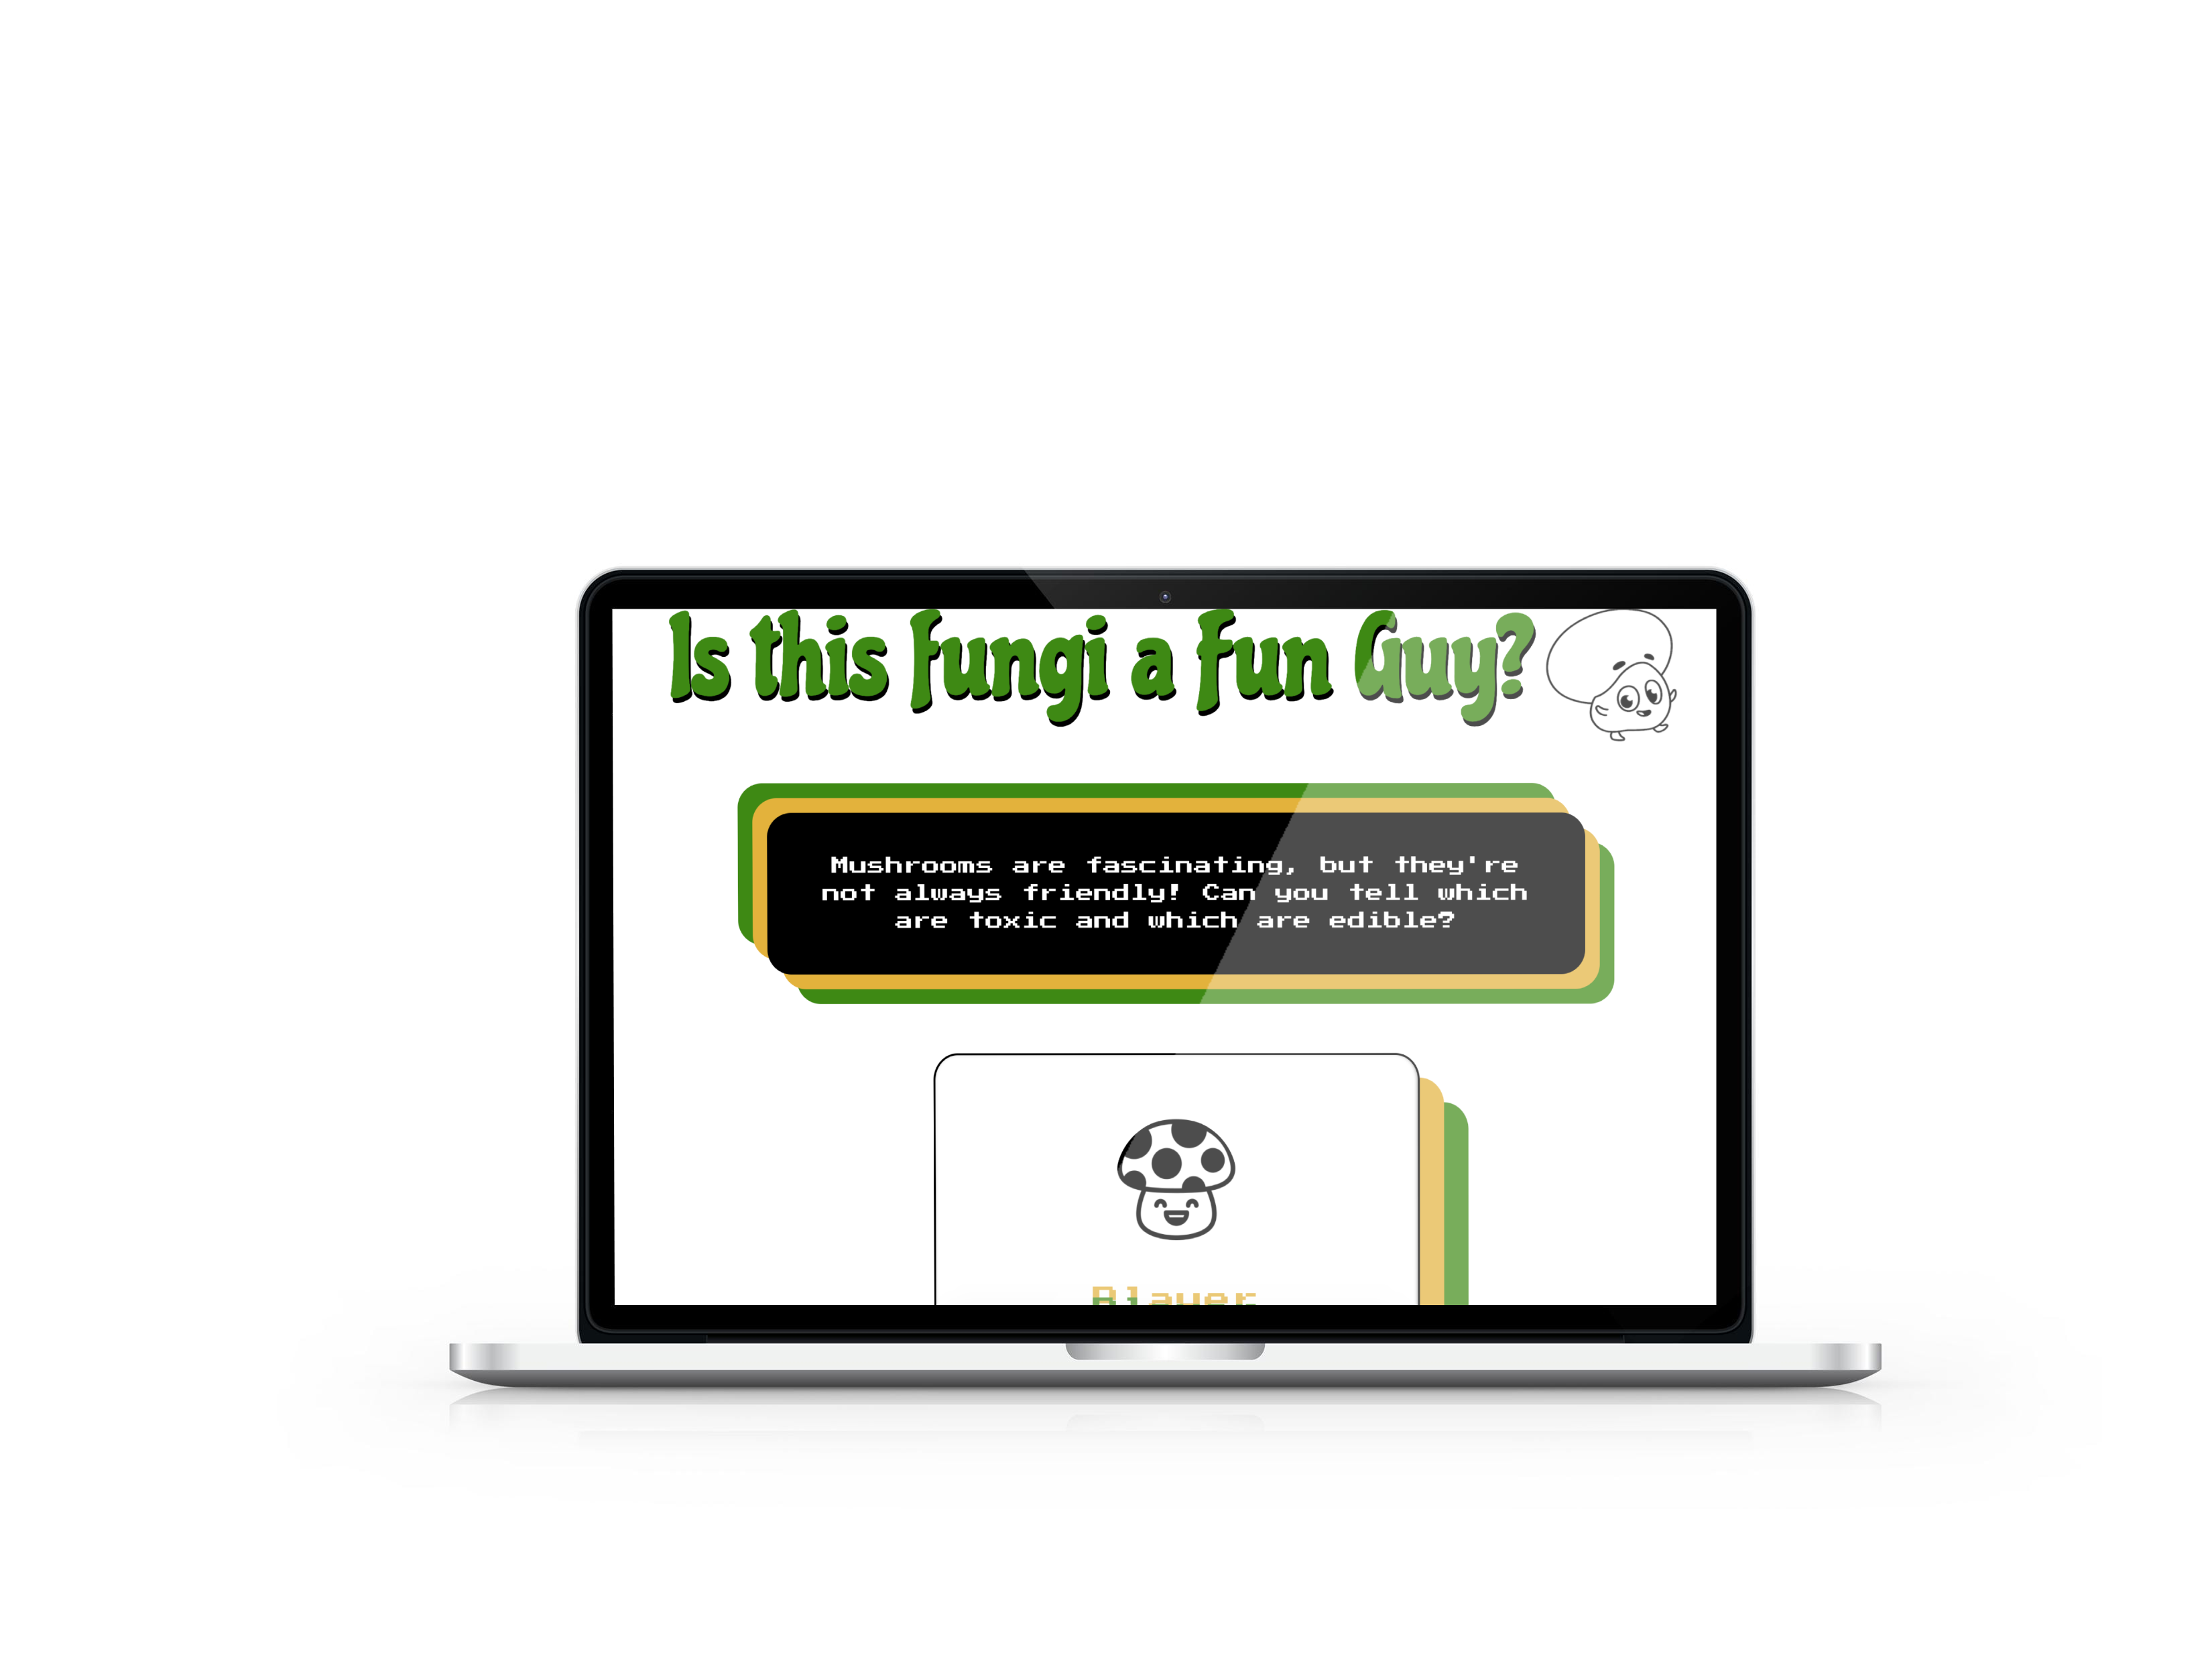 Is this Fungi a Fun Guy?
Mushrooms are fascinating, but they're
not always friendly! Can you tell which
are toxic and which are edible?
Player